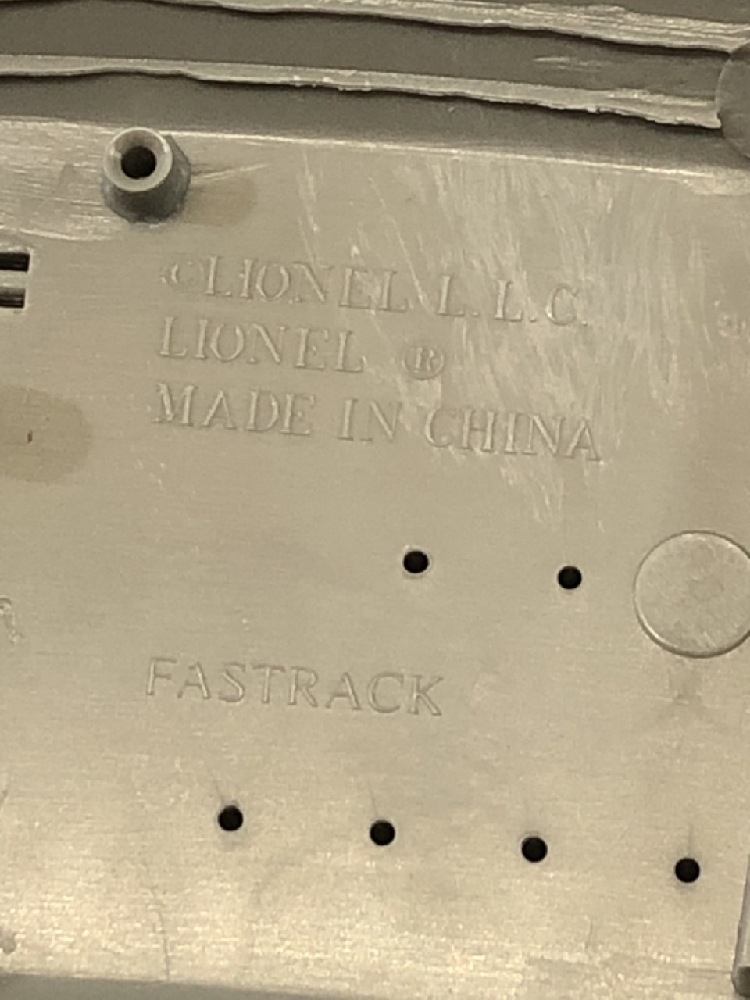 ©LIONEL L.L.C.
LIONEL ®
MADE IN CHINA
FASTRACK